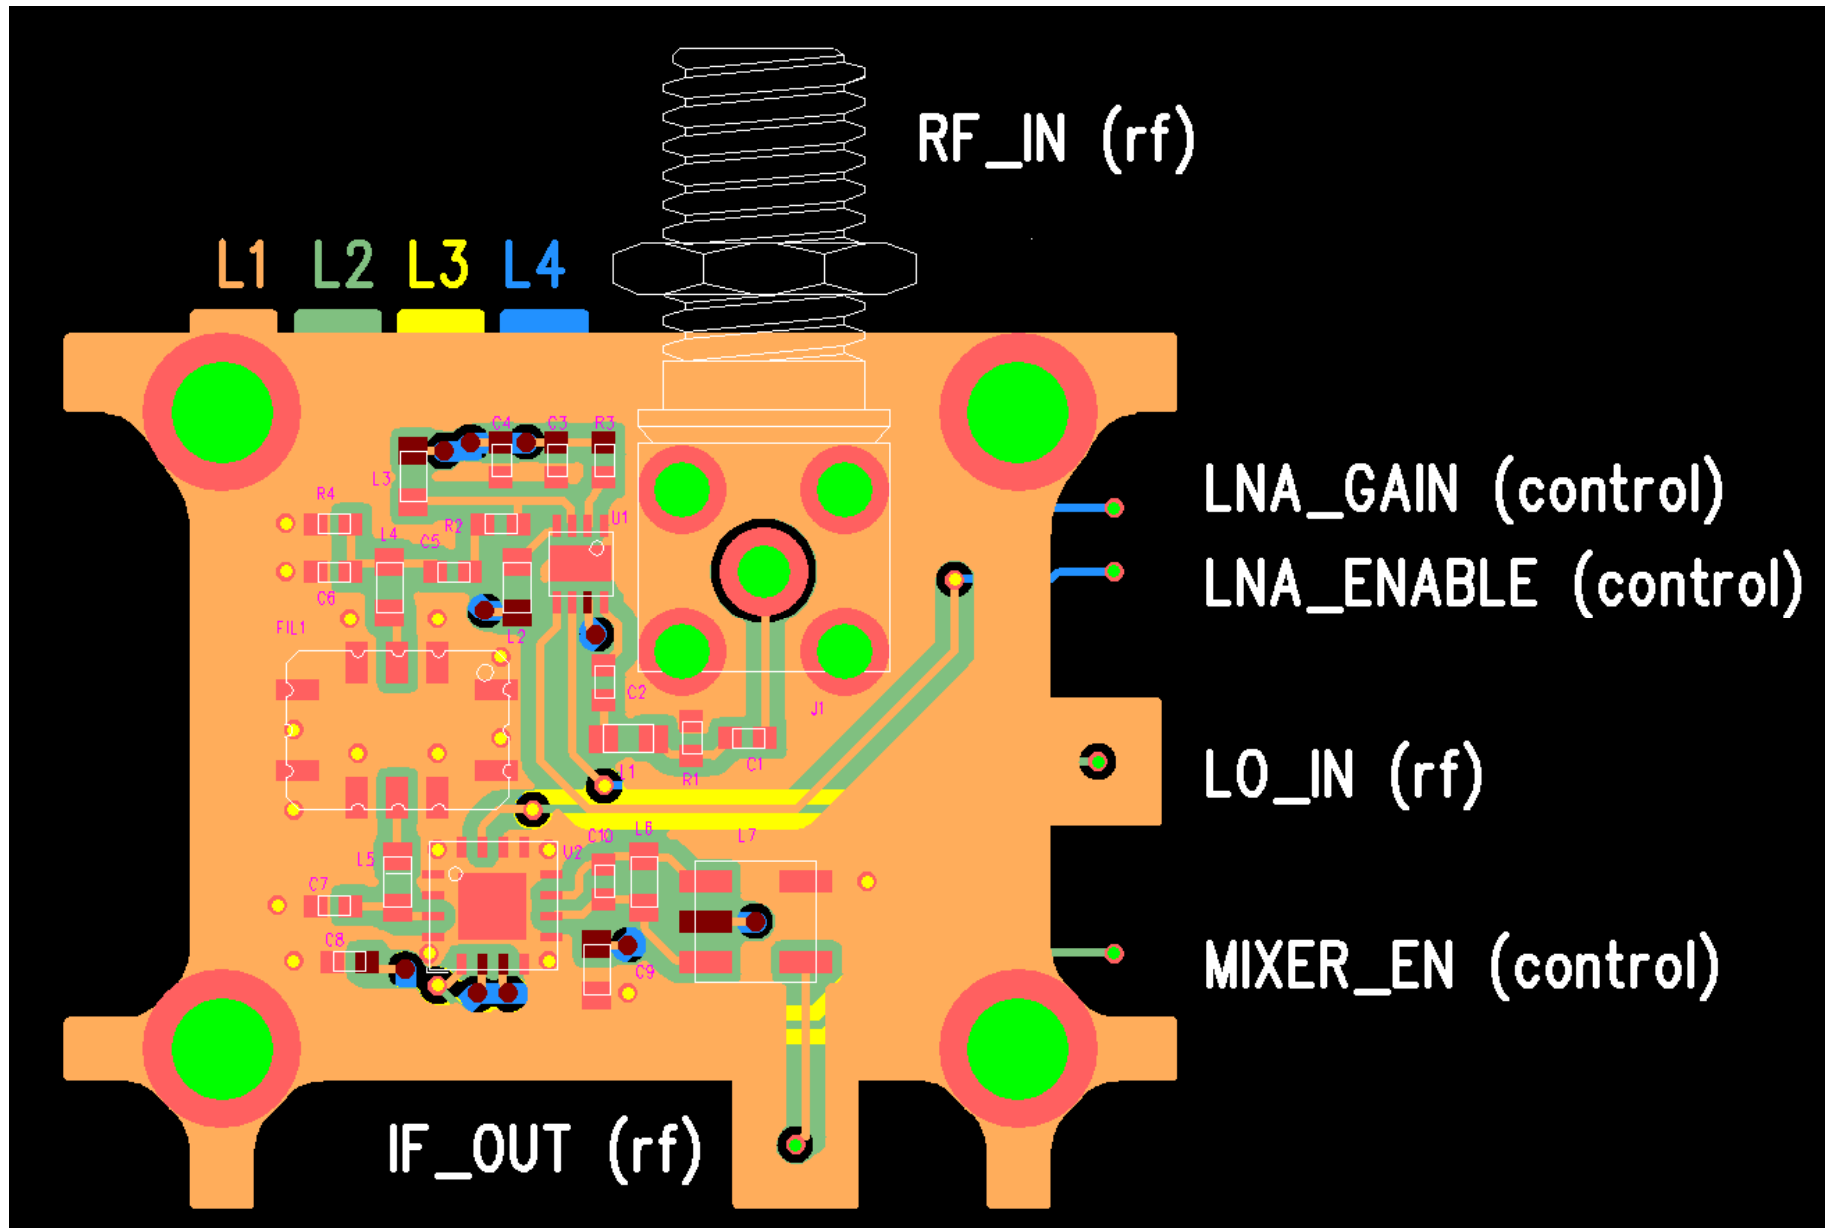 RF_IN (rf)
L1 L2 L3 L4
C4 C3 R3
L3
R4
R2 U1
L4 C5
LNA_GAIN (control)
LNA_ENABLE (control)
C6
FIL1 L2
C2
J1
L1 R1 C1
LO_IN (rf)
C10 L6 L7
L5 U2
C7
C8
C9
MIXER_EN (control)
IF_OUT (rf)